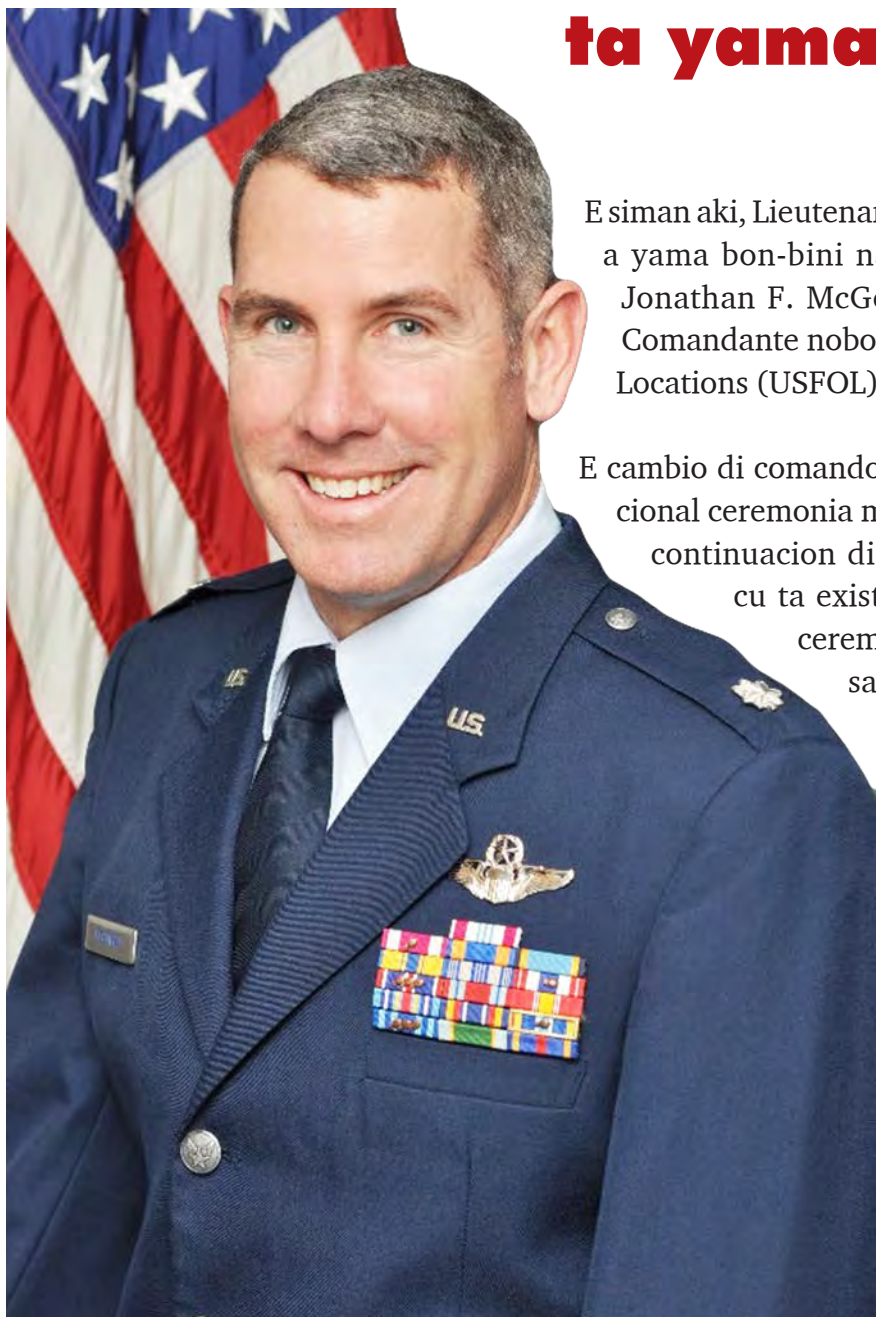 ta yama
E siman aki, Lieutenan
a yama bon-bini n
Jonathan F. McG
Comandante nobo
Locations (USFOL)
E cambio di comando
cional ceremonia m
continuacion di
cu ta exist
cerem
sa
U.S.
U.S.